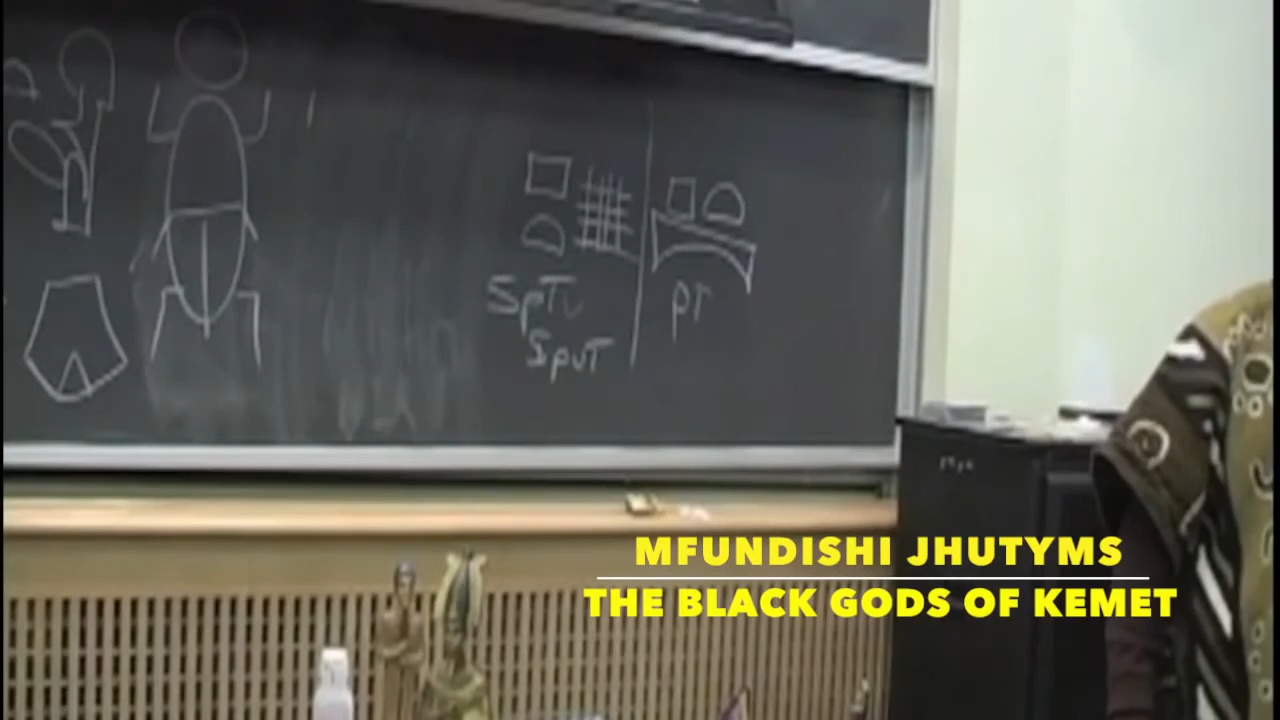 SpTu
SpuT
pr
MFUNDISHI JHUTYMS
THE BLACK GODS OF KEMET